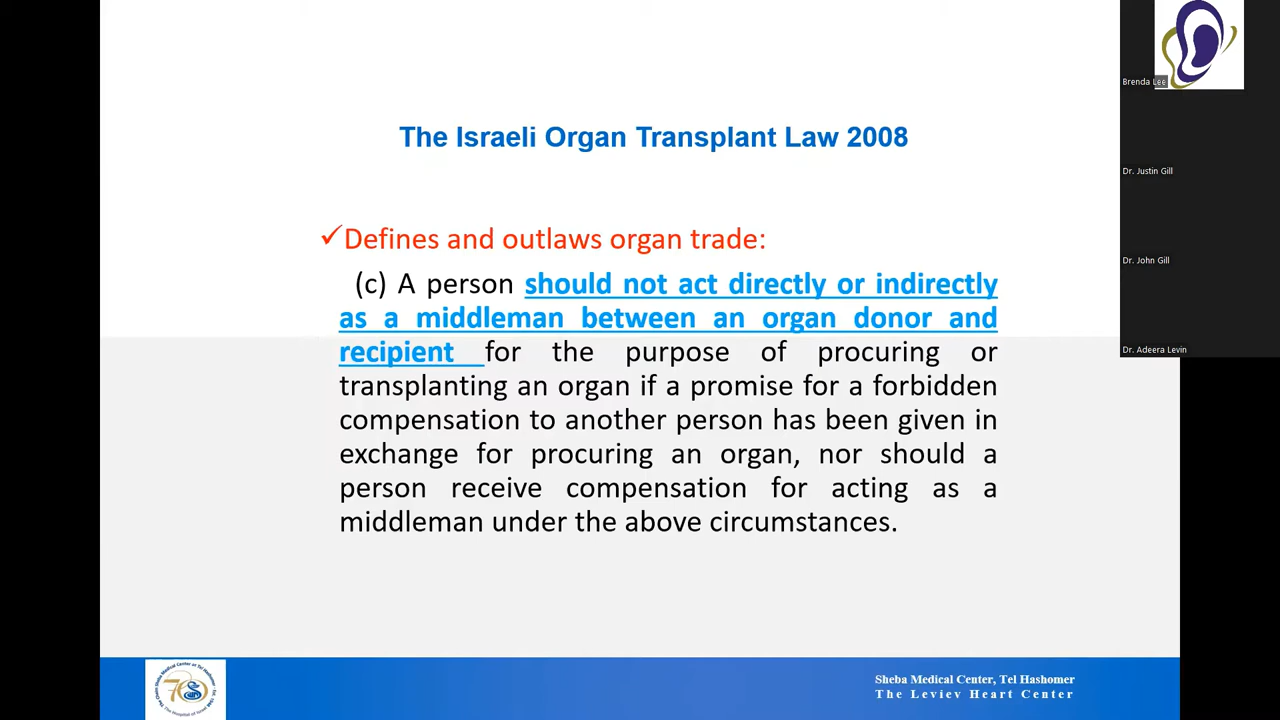 The Israeli Organ Transplant Law 2008
✓Defines and outlaws organ trade:
(c) A person should not act directly or indirectly
as a middleman between an organ donor and
recipient for the purpose of procuring or
transplanting an organ if a promise for a forbidden
compensation to another person has been given in
exchange for procuring an organ, nor should a
person receive compensation for acting as a
middleman under the above circumstances.
Brenda Lee
Dr. Justin Gill
Dr. John Gill
Dr. Adeera Levin
Sheba Medical Center, Tel Hashomer
The Leviev Heart Center